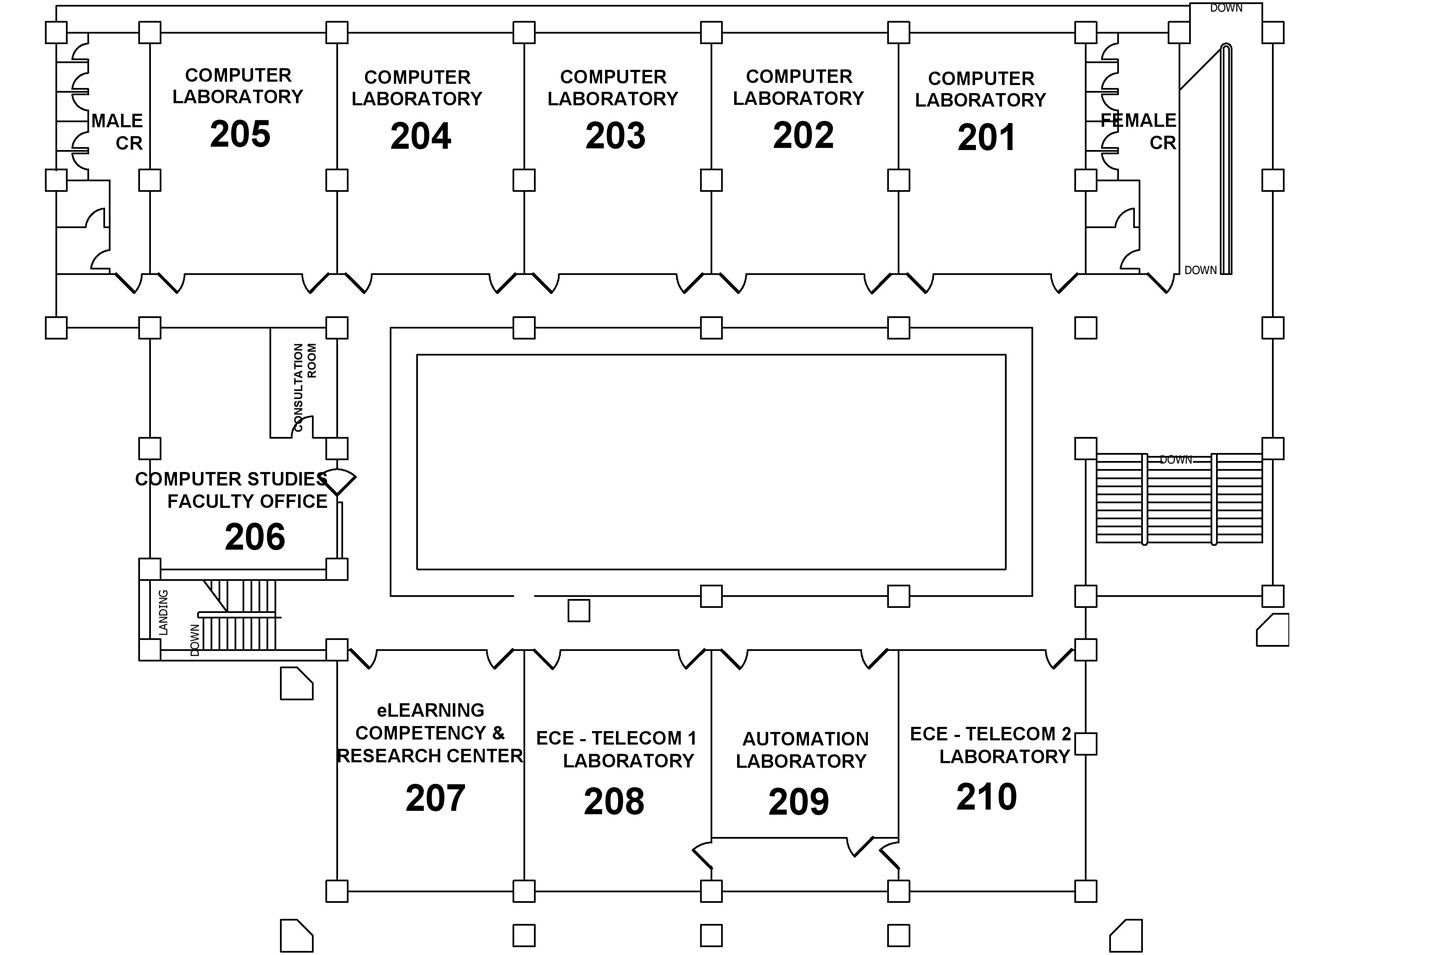 DOWN
COMPUTER
LABORATORY
205
COMPUTER
LABORATORY
204
COMPUTER
LABORATORY
203
COMPUTER
LABORATORY
202
COMPUTER
LABORATORY
201
MALE
CR
FEMALE
CR
DOWN
CONSULTATION
ROOM
COMPUTER STUDIES
FACULTY OFFICE
206
DOWN
LANDING
DOWN
eLEARNING
COMPETENCY &
RESEARCH CENTER
207
ECE - TELECOM 1
LABORATORY
208
AUTOMATION
LABORATORY
209
ECE - TELECOM 2
LABORATORY
210